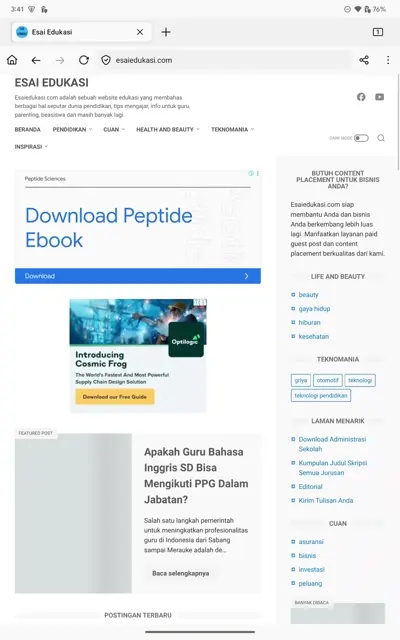 3:41
76%
Esai Edukasi
1
esaiedukasi.com
ESAI EDUKASI
Esaiedukasi.com adalah sebuah website edukasi yang membahas
berbagai hal seputar dunia pendidikan, tips mengajar, info untuk guru,
parenting, beasiswa dan masih banyak lagi
BERANDA PENDIDIKAN CUAN HEALTH AND BEAUTY TEKNOMANIA
INSPIRASI
DARK MODE
Peptide Sciences
Download Peptide
Ebook
Download
Optilogic
Introducing
Cosmic Frog
The World's Fastest And Most Powerful
Supply Chain Design Solution
Download our Free Guide
FEATURED POST
Apakah Guru Bahasa
Inggris SD Bisa
Mengikuti PPG Dalam
Jabatan?
Salah satu langkah pemerintah
untuk meningkatkan profesionalitas
guru di Indonesia dari Sabang
sampai Merauke adalah de...
Baca selengkapnya
POSTINGAN TERBARU
BUTUH CONTENT
PLACEMENT UNTUK BISNIS
ANDA?
Esaiedukasi.com siap
membantu Anda dan bisnis
Anda berkembang lebih luas
lagi. Manfaatkan layanan paid
guest post dan content
placement berkualitas dari kami.
LIFE AND BEAUTY
beauty
gaya hidup
hiburan
kesehatan
TEKNOMANIA
griya otomotif teknologi
teknologi pendidikan
LAMAN MENARIK
Download Administrasi
Sekolah
Kumpulan Judul Skripsi
Semua Jurusan
Editorial
Kirim Tulisan Anda
CUAN
asuransi
bisnis
investasi
peluang
BANYAK DIBACA